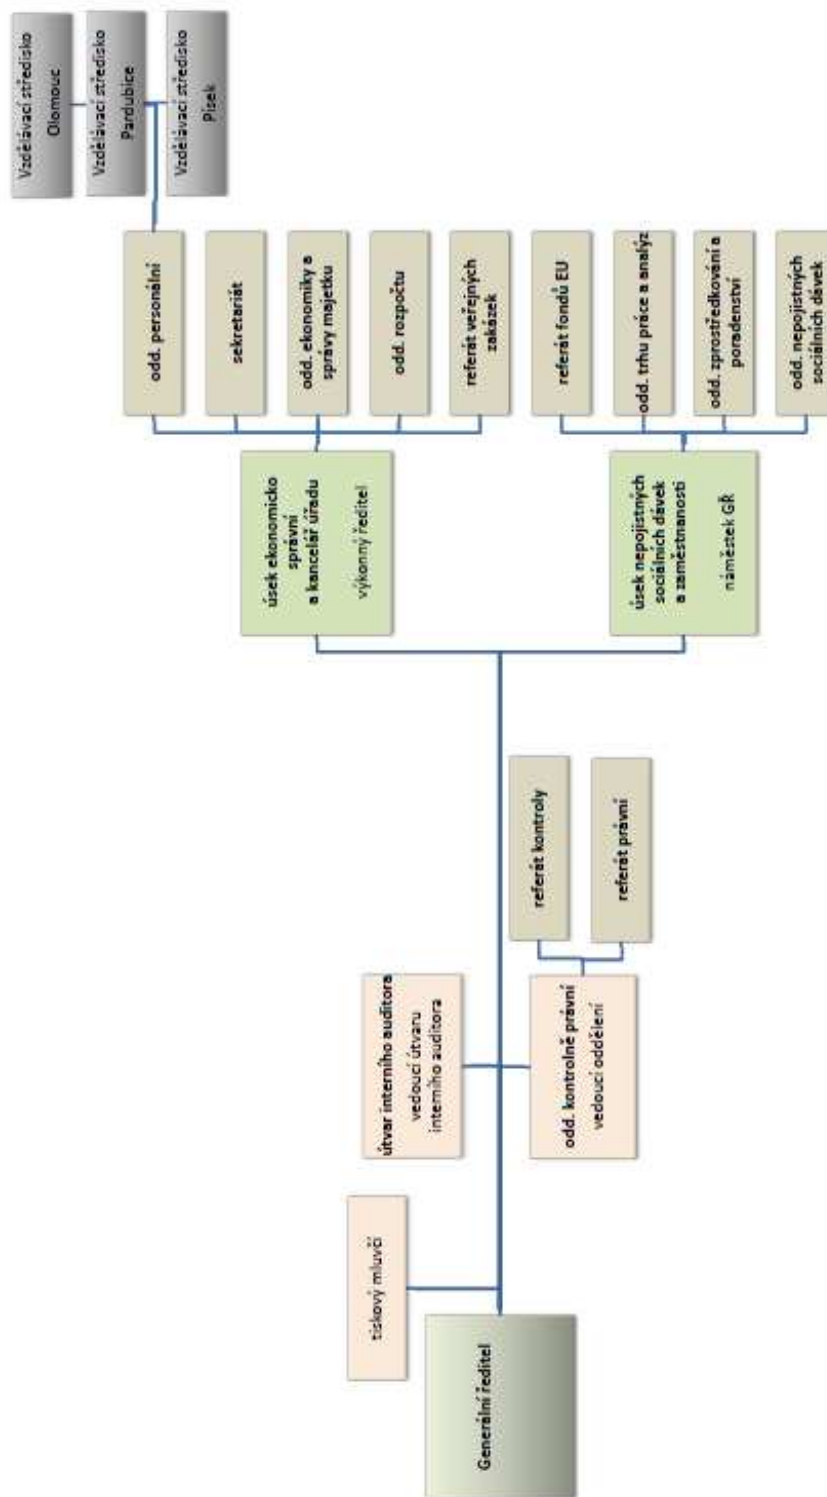 Generální ředitel
tiskový mluvčí
útvar interního auditora
vedoucí útvaru
interního auditora
odd. kontrolně právní
vedoucí oddělení
referát kontroly
referát právní
úsek ekonomicko
správní
a kancelář úřadu
výkonný ředitel
odd. personální
sekretariát
odd. ekonomiky a
správy majetku
odd. rozpočtu
referát veřejných
zakázek
Vzdělávací středisko
Olomouc
Vzdělávací středisko
Pardubice
Vzdělávací středisko
Písek
úsek nepojistných
sociálních dávek
a zaměstnanosti
náměstek GŘ
referát fondů EU
odd. trhu práce a analýz
odd. zprostředkování a
poradenství
odd. nepojistných
sociálních dávek